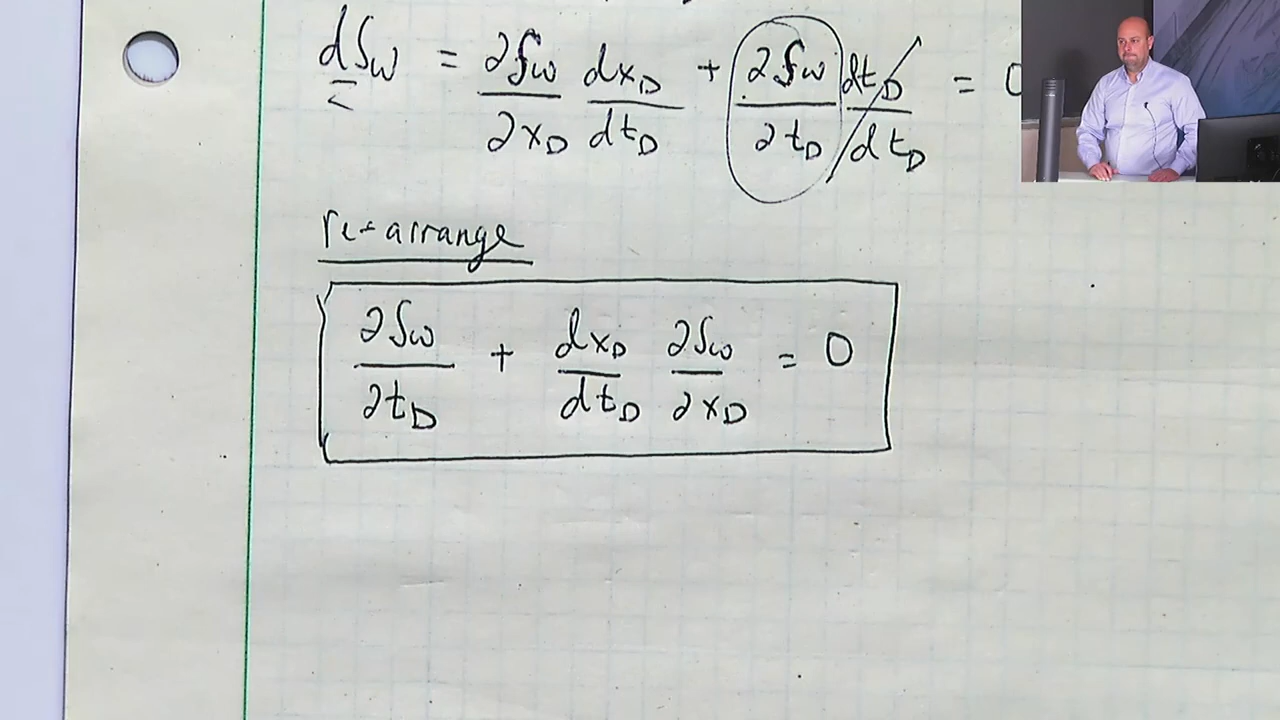 dSw = ∂Sw/∂xD dxD/dtD + ∂Sw/∂tD dtD/dtD = 0
re-arrange
∂Sw/∂tD + dxD/dtD ∂Sw/∂xD = 0